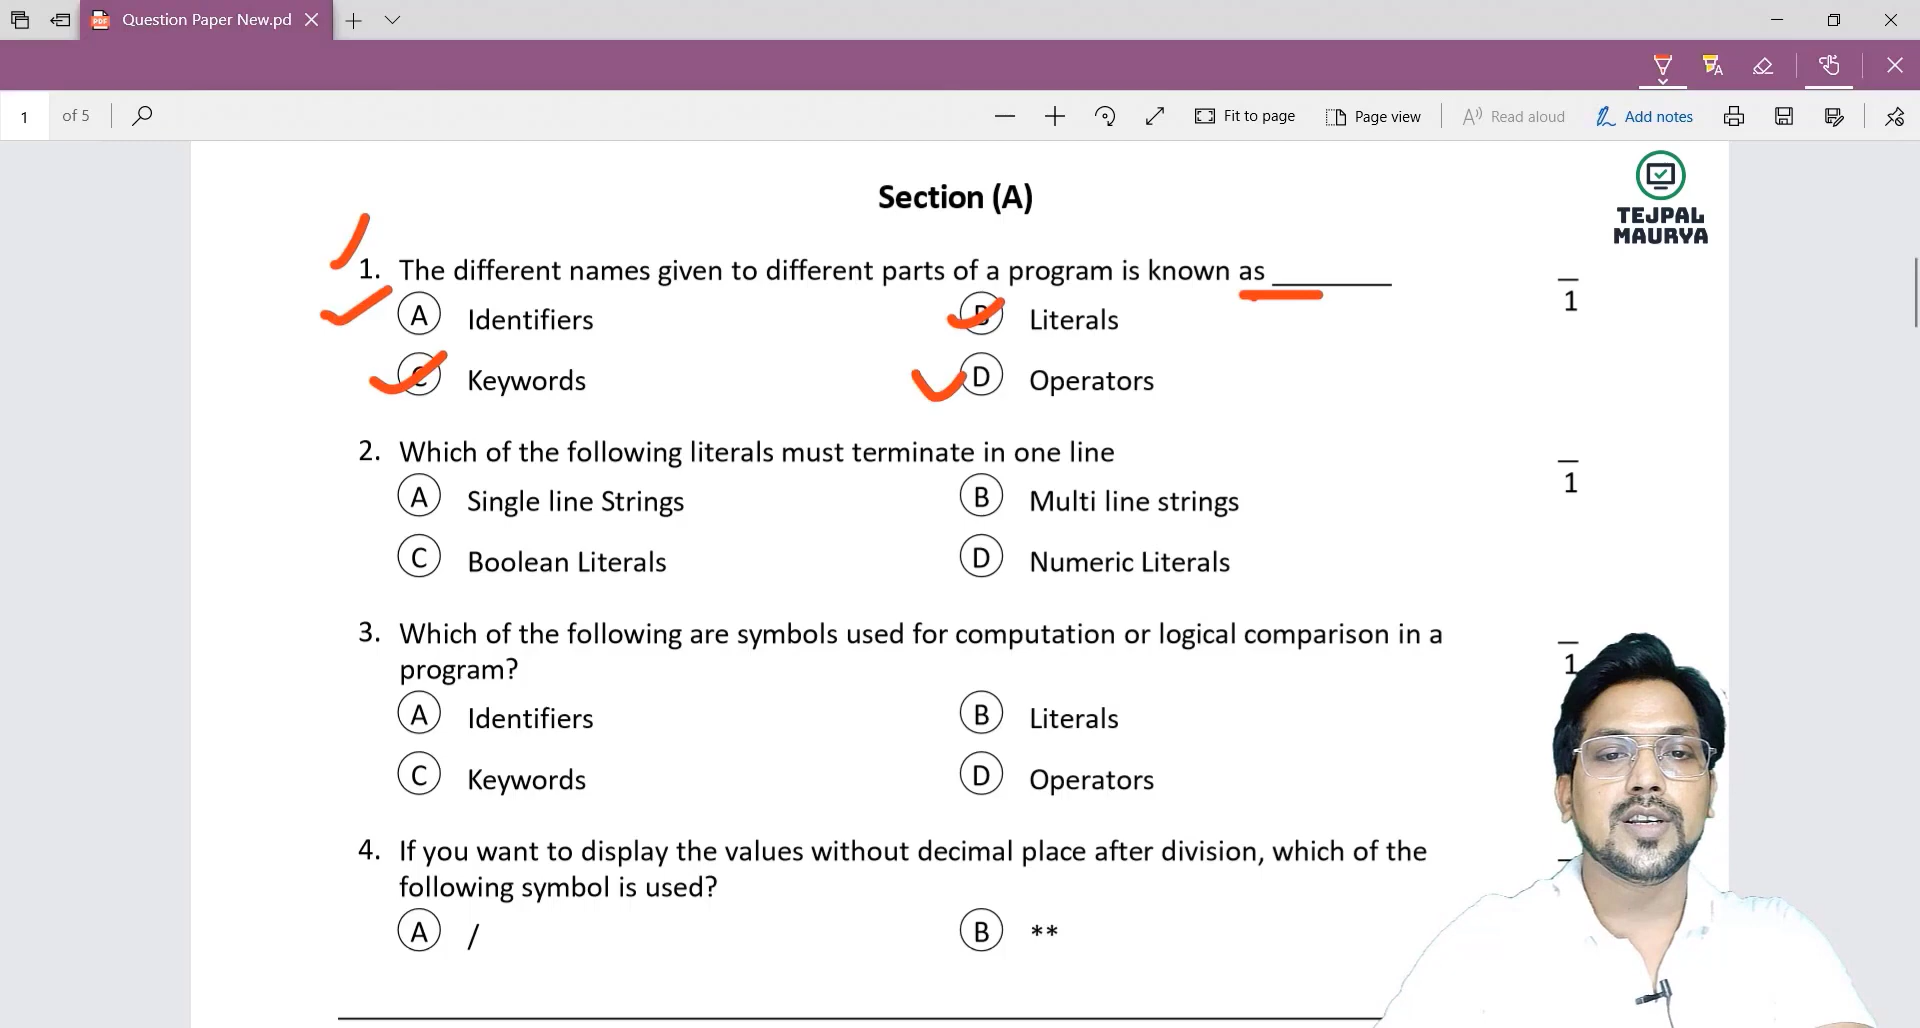 Question Paper New.pd
1 of 5
Fit to page
Page view
Read aloud
Add notes
Section (A)
TEJPAL
MAURYA
1. The different names given to different parts of a program is known as ________
1
A Identifiers
B Literals
C Keywords
D Operators
2. Which of the following literals must terminate in one line
1
A Single line Strings
B Multi line strings
C Boolean Literals
D Numeric Literals
3. Which of the following are symbols used for computation or logical comparison in a
program?
1
A Identifiers
B Literals
C Keywords
D Operators
4. If you want to display the values without decimal place after division, which of the
following symbol is used?
A /
B **